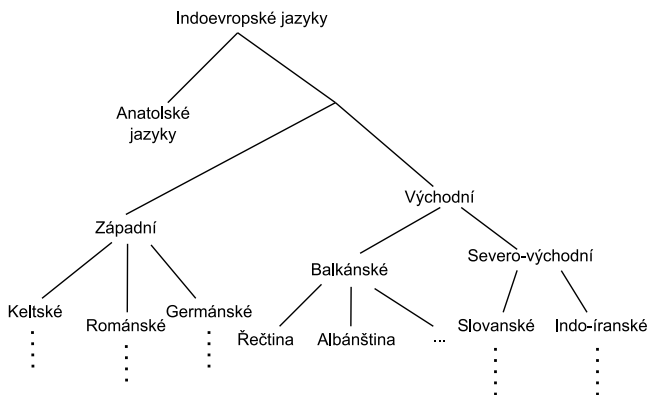 Indoevropské jazyky
Anatolské
jazyky
Východní
Západní
Severo-východní
Balkánské
Keltské
Románské
Germánské
Řečtina
Albánština
...
Slovanské
Indo-íranské